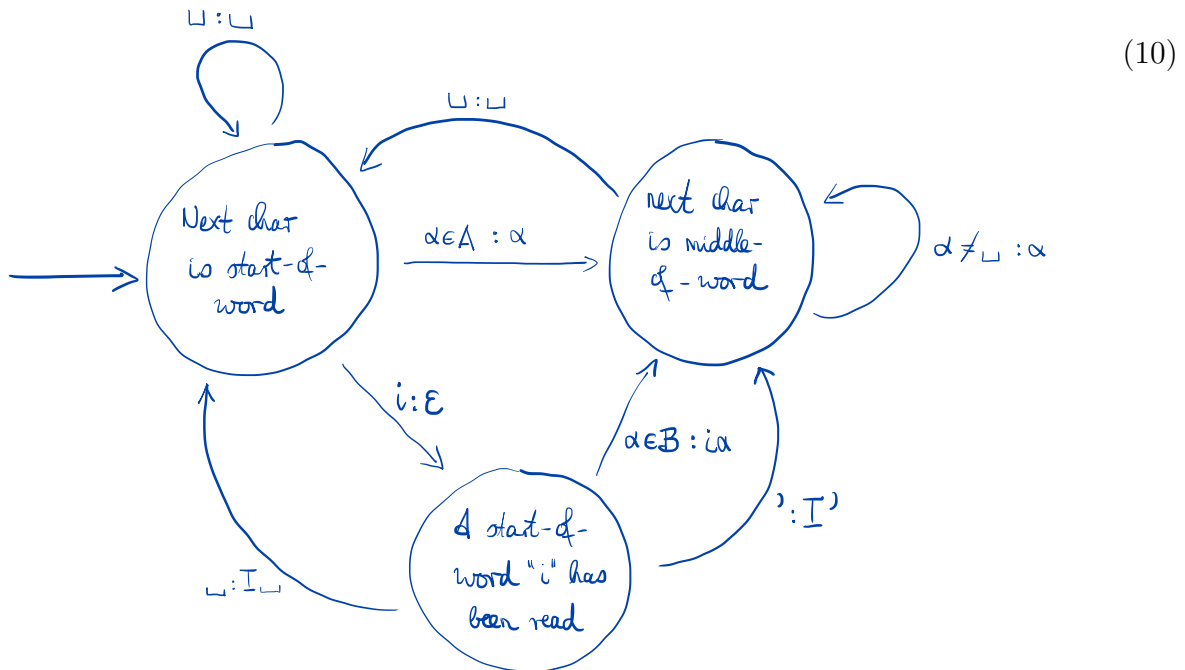 ␣:␣
(10)
␣:␣
Next char
is start-of-
word
α∈A : α
next char
is middle-
of-word
α≠␣ : α
i:ε
α∈B : iα
':I'
␣:I␣
A start-of-
word "i" has
been read